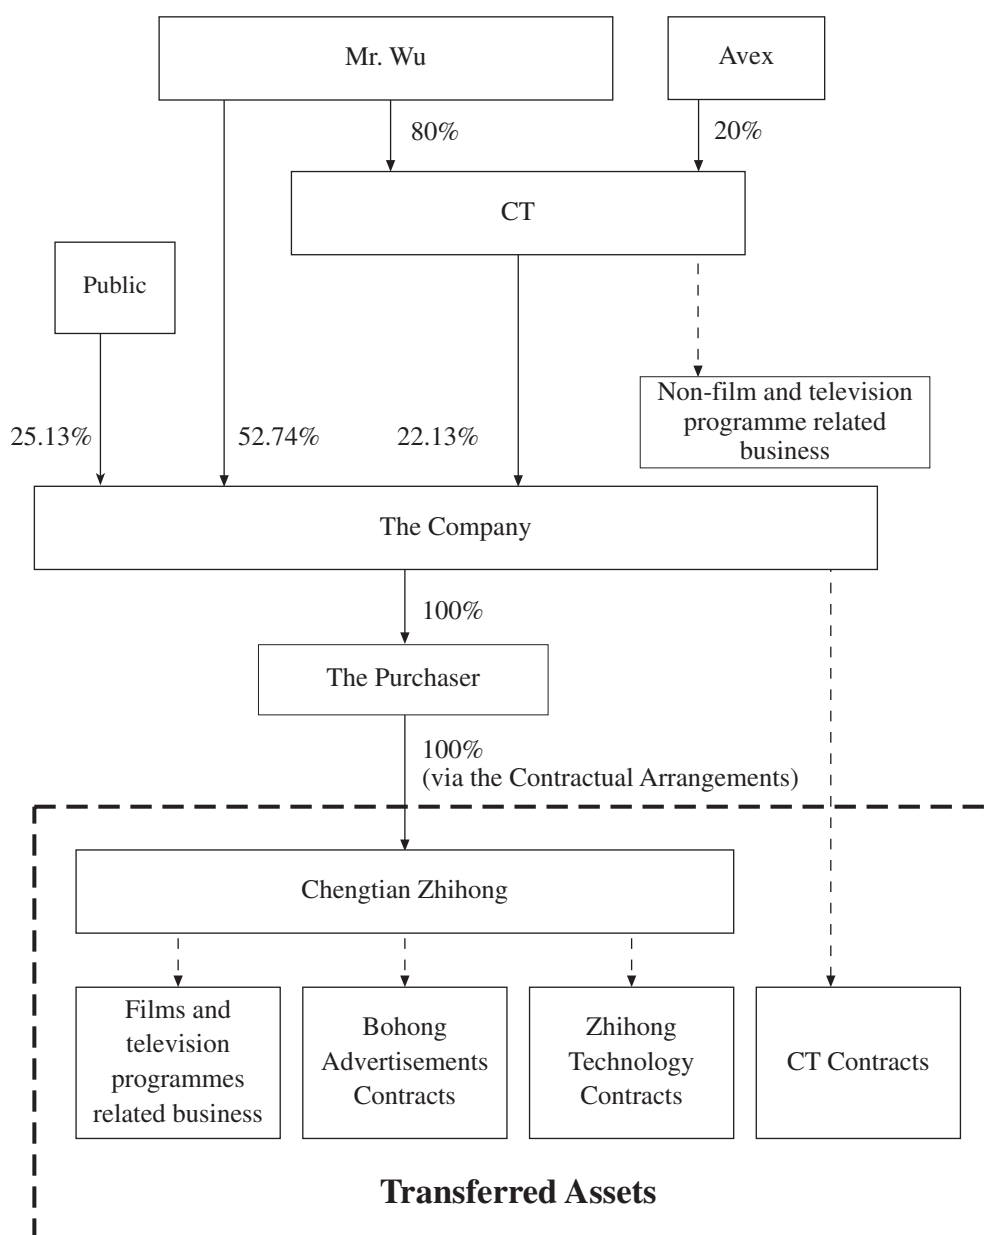 Mr. Wu
Avex
80%
20%
CT
Public
Non-film and television
programme related
business
25.13%
52.74%
22.13%
The Company
100%
The Purchaser
100%
(via the Contractual Arrangements)
Chengtian Zhihong
Films and
television
programmes
related business
Bohong
Advertisements
Contracts
Zhihong
Technology
Contracts
CT Contracts
Transferred Assets